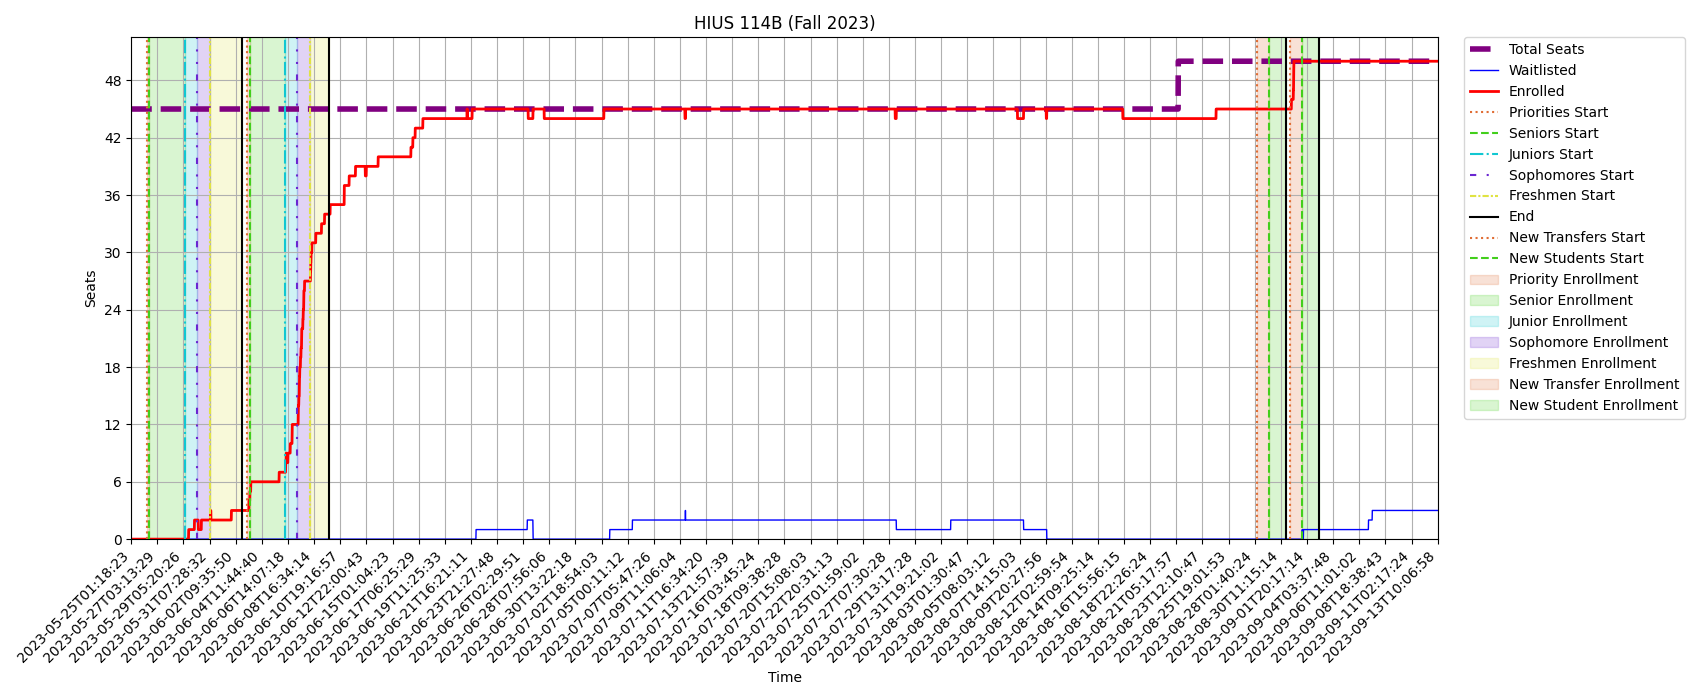 HIUS 114B (Fall 2023)
Seats
48
42
36
30
24
18
12
6
0
2023-05-25T01:18:23
2023-05-27T03:13:29
2023-05-29T05:20:26
2023-05-31T07:28:32
2023-06-02T09:35:50
2023-06-04T11:44:40
2023-06-06T14:07:18
2023-06-08T16:34:14
2023-06-10T19:16:57
2023-06-12T22:00:43
2023-06-15T01:04:23
2023-06-17T06:25:29
2023-06-19T11:25:33
2023-06-21T16:21:11
2023-06-23T21:27:48
2023-06-26T02:29:51
2023-06-28T07:56:06
2023-06-30T13:22:18
2023-07-02T18:54:03
2023-07-05T00:11:12
2023-07-07T05:47:26
2023-07-09T11:06:04
2023-07-11T16:34:20
2023-07-13T21:57:39
2023-07-16T03:45:24
2023-07-18T09:38:28
2023-07-20T15:08:03
2023-07-22T20:31:13
2023-07-25T01:59:02
2023-07-27T07:30:28
2023-07-29T13:17:28
2023-07-31T19:21:02
2023-08-03T01:30:47
2023-08-05T08:03:12
2023-08-07T14:15:03
2023-08-09T20:27:56
2023-08-12T02:59:54
2023-08-14T09:25:14
2023-08-16T15:56:15
2023-08-18T22:26:24
2023-08-21T05:17:57
2023-08-23T12:10:47
2023-08-25T19:01:53
2023-08-28T01:40:24
2023-08-30T11:15:14
2023-09-01T20:17:14
2023-09-04T03:37:48
2023-09-06T11:01:02
2023-09-08T18:38:43
2023-09-11T02:17:24
2023-09-13T10:06:58
Time
Total Seats
Waitlisted
Enrolled
Priorities Start
Seniors Start
Juniors Start
Sophomores Start
Freshmen Start
End
New Transfers Start
New Students Start
Priority Enrollment
Senior Enrollment
Junior Enrollment
Sophomore Enrollment
Freshmen Enrollment
New Transfer Enrollment
New Student Enrollment